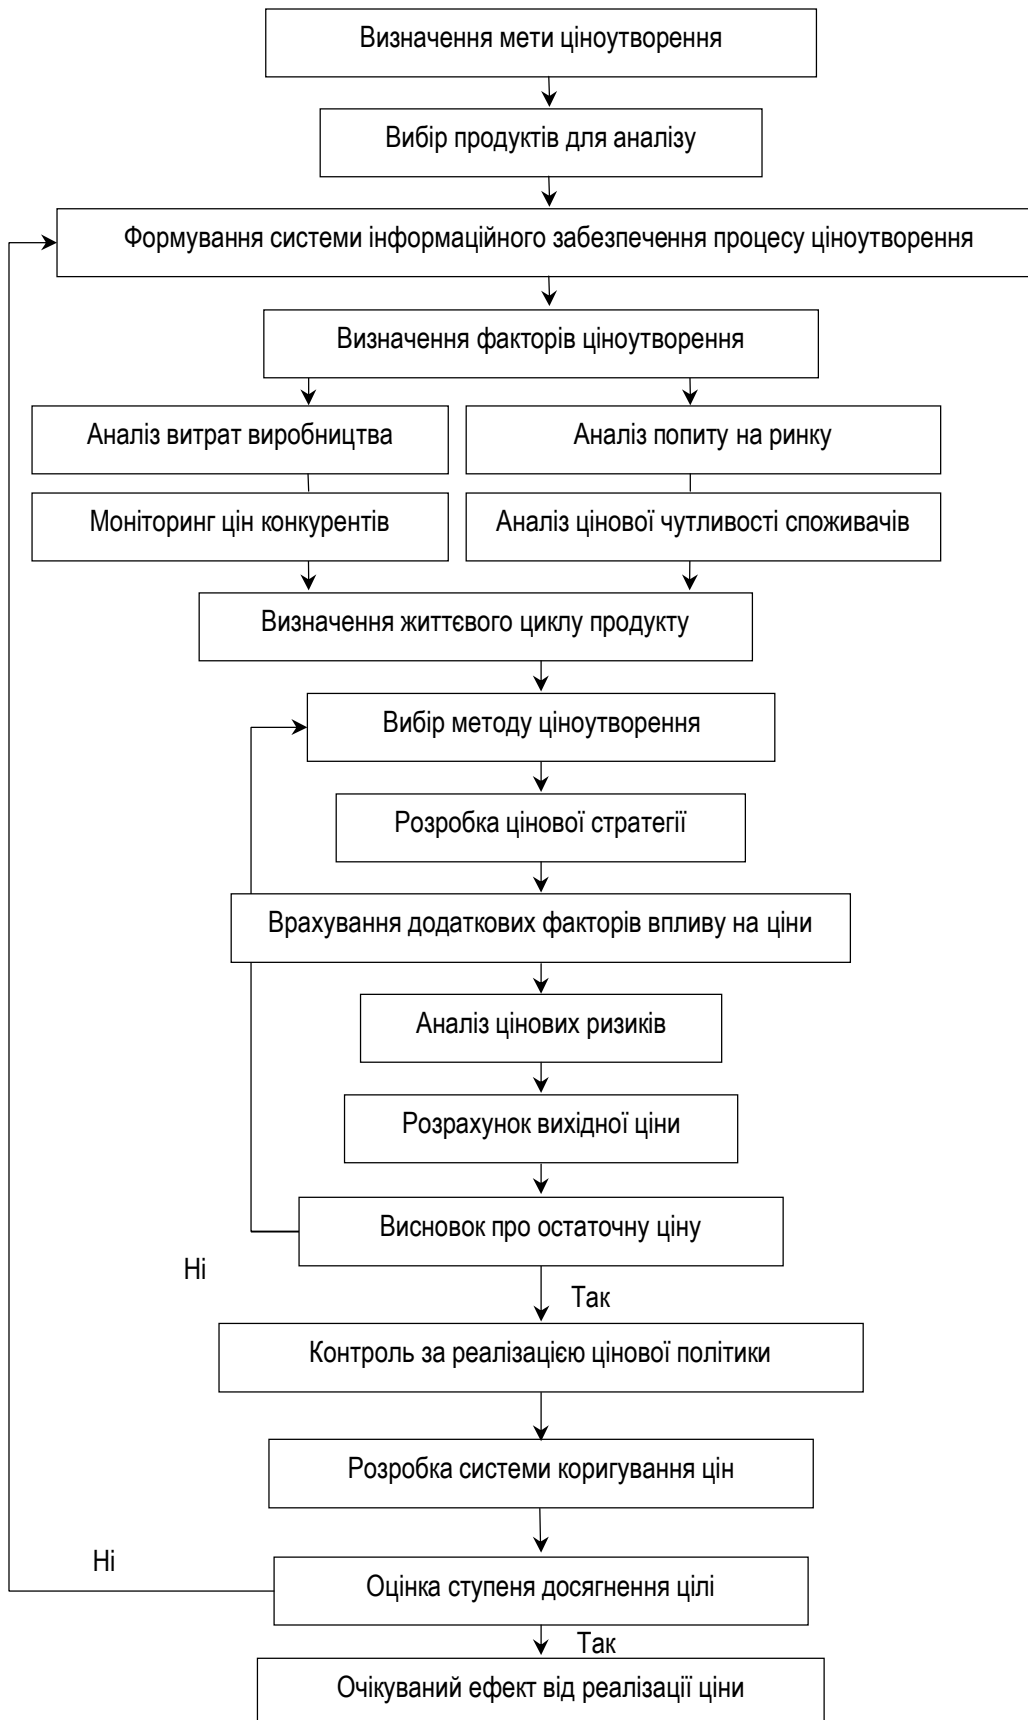 Визначення мети ціноутворення
Вибір продуктів для аналізу
Формування системи інформаційного забезпечення процесу ціноутворення
Визначення факторів ціноутворення
Аналіз витрат виробництва
Аналіз попиту на ринку
Моніторинг цін конкурентів
Аналіз цінової чутливості споживачів
Визначення життєвого циклу продукту
Вибір методу ціноутворення
Розробка цінової стратегії
Врахування додаткових факторів впливу на ціни
Аналіз цінових ризиків
Розрахунок вихідної ціни
Висновок про остаточну ціну
Ні
Так
Контроль за реалізацією цінової політики
Розробка системи коригування цін
Ні
Оцінка ступеня досягнення цілі
Так
Очікуваний ефект від реалізації ціни